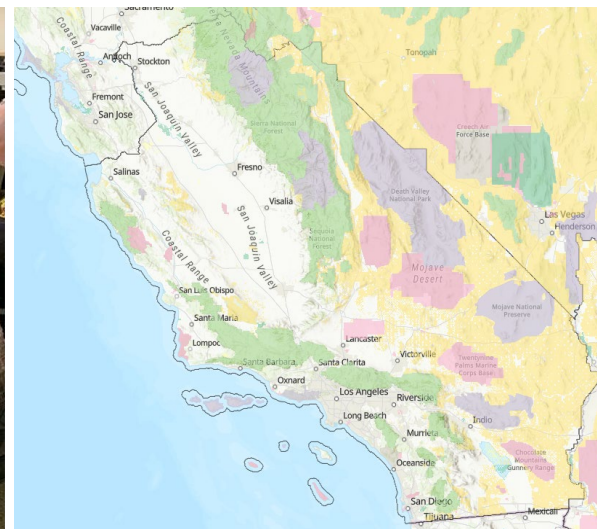 Sacramento
Vacaville
Coastal Range
Antioch
Stockton
Sierra Nevada Mountains
Tonopah
Fremont
San Jose
San Joaquin Valley
Sierra National
Forest
Creech Air
Force Base
Salinas
Fresno
Visalia
San Joaquin Valley
Death Valley
National Park
Las Vegas
Henderson
Coastal Range
Sequoia
National
Forest
Mojave
Desert
San Luis Obispo
Mojave National
Preserve
Santa Maria
Lompoc
Lancaster
Victorville
Santa Barbara
Santa Clarita
Twentynine
Palms Marine
Corps Base
Oxnard
Los Angeles
Riverside
Long Beach
Indio
Murrieta
Oceanside
Chocolate
Mountain
Gunnery Range
San Diego
Tijuana
Mexicali